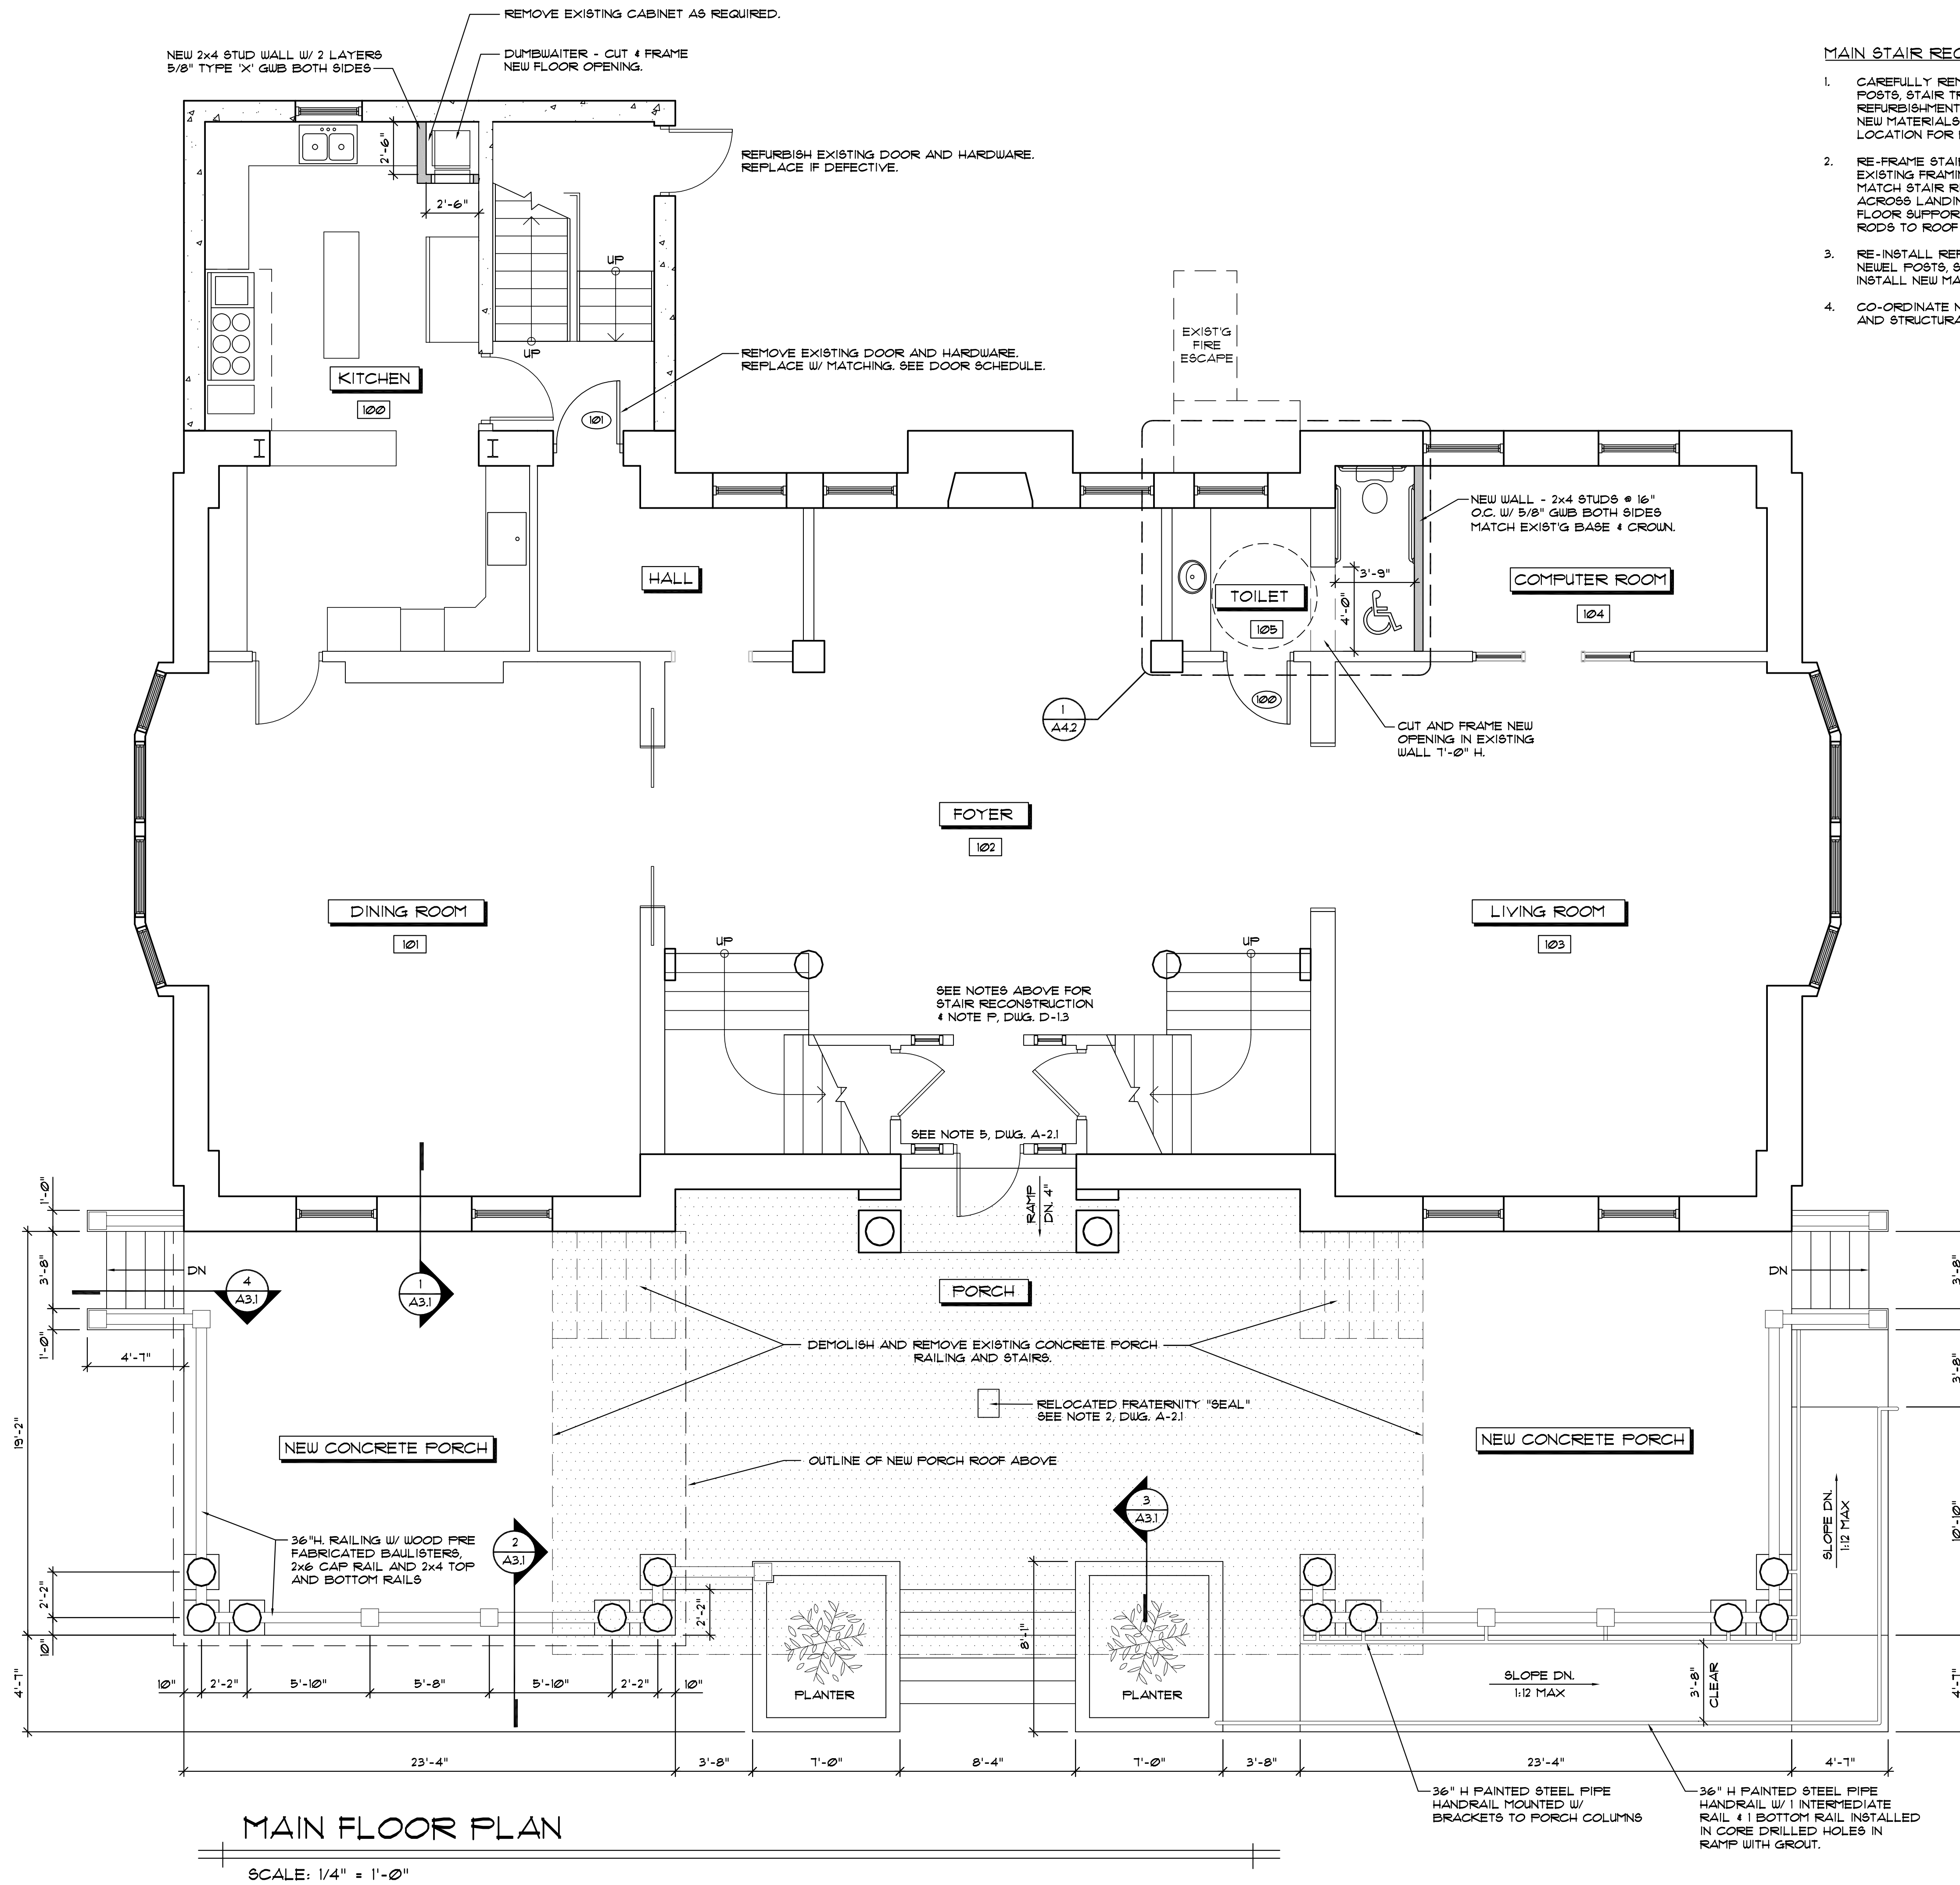 REMOVE EXISTING CABINET AS REQUIRED.
NEW 2x4 STUD WALL W/ 2 LAYERS
5/8" TYPE 'X' GWB BOTH SIDES
DUMBWAITER - CUT & FRAME
NEW FLOOR OPENING.
MAIN STAIR REC
1. CAREFULLY REM
POSTS, STAIR TR
REFURBISHMENT
NEW MATERIALS
LOCATION FOR
2. RE-FRAME STAI
EXISTING FRAMIN
MATCH STAIR R
ACROSS LANDIN
FLOOR SUPPOR
RODS TO ROOF
3. RE-INSTALL REF
NEWEL POSTS, S
INSTALL NEW MA
4. CO-ORDINATE N
AND STRUCTURA
2'-6"
2'-6"
REFURBISH EXISTING DOOR AND HARDWARE.
REPLACE IF DEFECTIVE.
UP
UP
REMOVE EXISTING DOOR AND HARDWARE.
REPLACE W/ MATCHING. SEE DOOR SCHEDULE.
EXIST'G
FIRE
ESCAPE
KITCHEN
100
101
NEW WALL - 2x4 STUDS @ 16"
O.C. W/ 5/8" GWB BOTH SIDES
MATCH EXIST'G BASE & CROWN.
HALL
TOILET
105
3'-9"
4'-0"
COMPUTER ROOM
104
100
1
A4.2
CUT AND FRAME NEW
OPENING IN EXISTING
WALL 7'-0" H.
FOYER
102
DINING ROOM
101
LIVING ROOM
103
UP
UP
SEE NOTES ABOVE FOR
STAIR RECONSTRUCTION
& NOTE P, DWG. D-1.3
SEE NOTE 5, DWG. A-2.1
RAMP
DN. 4"
1'-0"
3'-8"
1'-0"
4'-7"
DN
4
A3.1
1
A3.1
PORCH
DN
3'-8"
3'-8"
DEMOLISH AND REMOVE EXISTING CONCRETE PORCH
RAILING AND STAIRS.
RELOCATED FRATERNITY "SEAL"
SEE NOTE 2, DWG. A-2.1
19'-2"
NEW CONCRETE PORCH
NEW CONCRETE PORCH
OUTLINE OF NEW PORCH ROOF ABOVE
3
A3.1
SLOPE DN.
1:12 MAX
10'-10"
36"H. RAILING W/ WOOD PRE
FABRICATED BAULISTERS,
2x6 CAP RAIL AND 2x4 TOP
AND BOTTOM RAILS
2
A3.1
2'-2"
10"
2'-2"
8'-1"
4'-7"
10"
2'-2"
5'-10"
5'-8"
5'-10"
2'-2"
10"
PLANTER
PLANTER
SLOPE DN.
1:12 MAX
3'-8"
CLEAR
4'-7"
23'-4"
3'-8"
7'-0"
8'-4"
7'-0"
3'-8"
23'-4"
4'-7"
36" H PAINTED STEEL PIPE
HANDRAIL MOUNTED W/
BRACKETS TO PORCH COLUMNS
36" H PAINTED STEEL PIPE
HANDRAIL W/ 1 INTERMEDIATE
RAIL & 1 BOTTOM RAIL INSTALLED
IN CORE DRILLED HOLES IN
RAMP WITH GROUT.
MAIN FLOOR PLAN
SCALE: 1/4" = 1'-0"